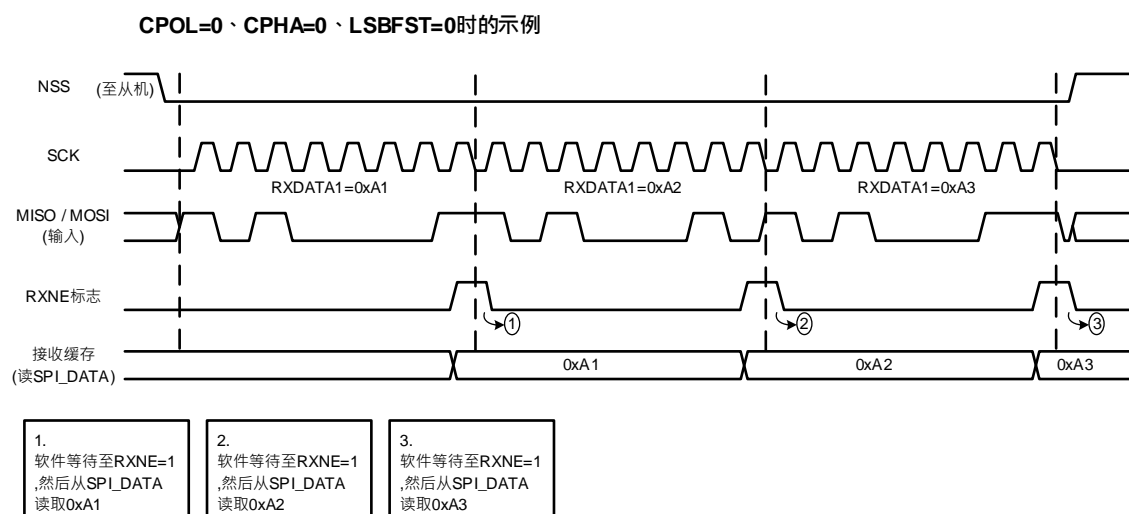 CPOL=0、CPHA=0、LSBFST=0时的示例
NSS (至从机)
SCK
RXDATA1=0xA1 RXDATA1=0xA2 RXDATA1=0xA3
MISO / MOSI
(输入)
RXNE标志
① ② ③
接收缓存
(读SPI_DATA)
0xA1 0xA2 0xA3
1.
软件等待至RXNE=1
,然后从SPI_DATA
读取0xA1
2.
软件等待至RXNE=1
,然后从SPI_DATA
读取0xA2
3.
软件等待至RXNE=1
,然后从SPI_DATA
读取0xA3